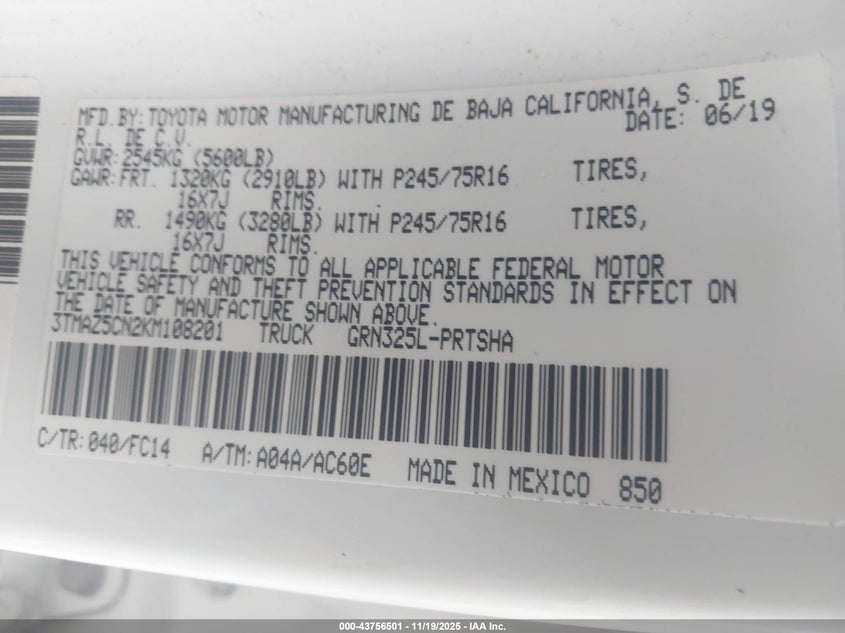 MFD.BY: TOYOTA MOTOR MANUFACTURING DE BAJA CALIFORNIA, S. DE
R.L. DE C.V. DATE: 06/19
GVWR: 2545KG (5600LB)
GAWR: FRT. 1320KG (2910LB) WITH P245/75R16 TIRES,
16X7J RIMS.
RR. 1490KG (3280LB) WITH P245/75R16 TIRES,
16X7J RIMS.
THIS VEHICLE CONFORMS TO ALL APPLICABLE FEDERAL MOTOR
VEHICLE SAFETY AND THEFT PREVENTION STANDARDS IN EFFECT ON
THE DATE OF MANUFACTURE SHOWN ABOVE.
3TMAZ5CN2KM108201 TRUCK GRN325L-PRTSHA
C/TR: 040/FC14 A/TM: A04A/AC60E MADE IN MEXICO 850
000-43756501 - 11/19/2025 - IAA Inc.